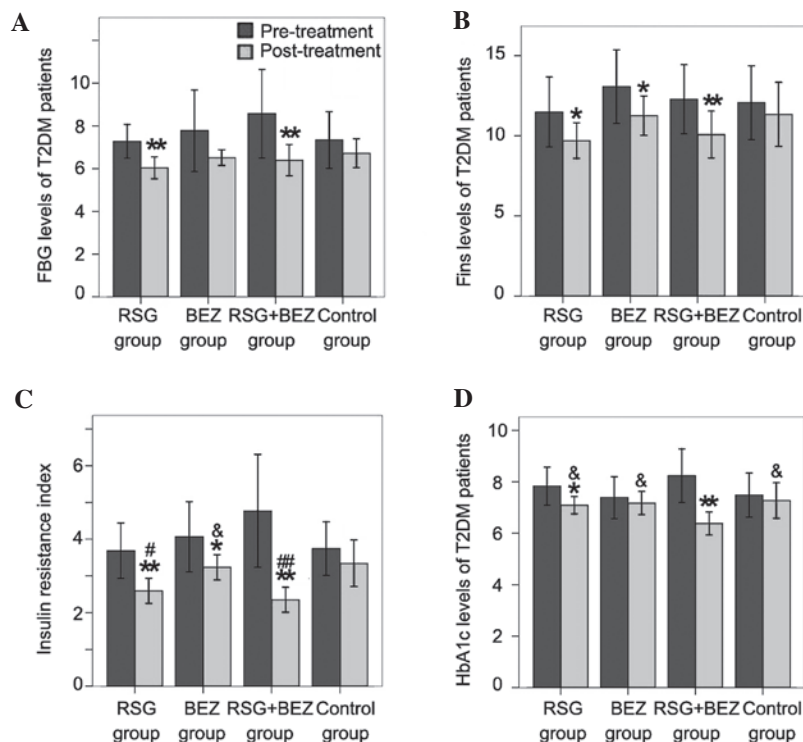 A
FBG levels of T2DM patients
10
8
6
4
2
0
Pre-treatment
Post-treatment
**
**
RSG BEZ RSG+BEZ Control
group group group group
B
Fins levels of T2DM patients
15
10
5
0
*
*
**
RSG BEZ RSG+BEZ Control
group group group group
C
Insulin resistance index
6
4
2
0
#
**
&
*
##
**
RSG BEZ RSG+BEZ Control
group group group group
D
HbA1c levels of T2DM patients
10
8
6
4
2
0
&
*
&
**
&
RSG BEZ RSG+BEZ Control
group group group group